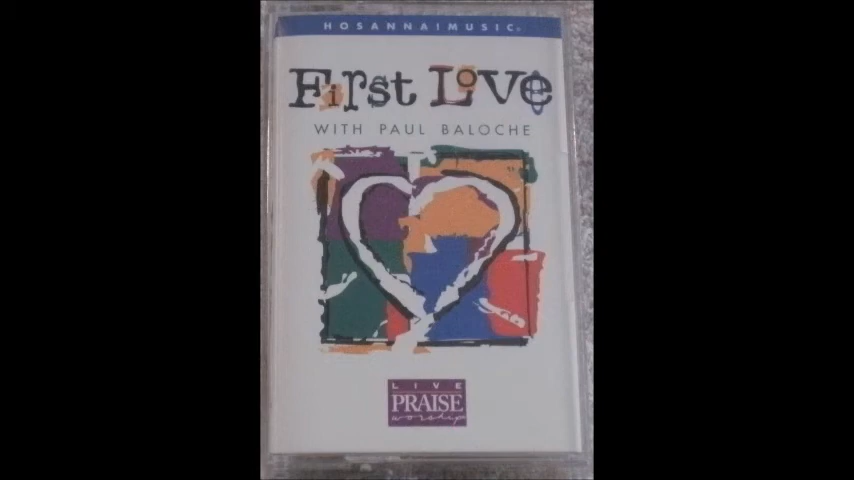 HOSANNA! MUSIC®
First Love
WITH PAUL BALOCHE
LIVE
PRAISE
worship